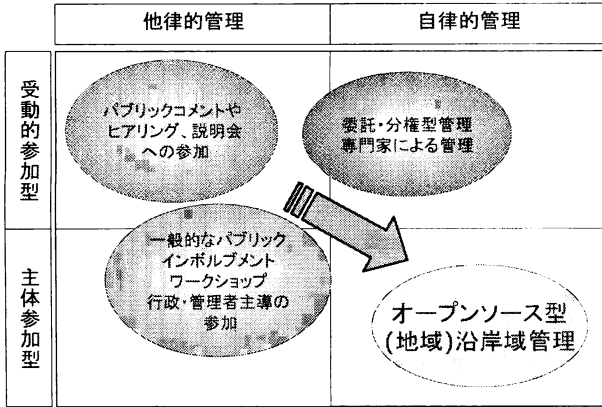 他律的管理
自律的管理
受動的参加型
パブリックコメントや
ヒアリング、説明会
への参加
委託・分権型管理
専門家による管理
主体参加型
一般的なパブリック
インボルブメント
ワークショップ
行政・管理者主導の
参加
オープンソース型
(地域)沿岸域管理